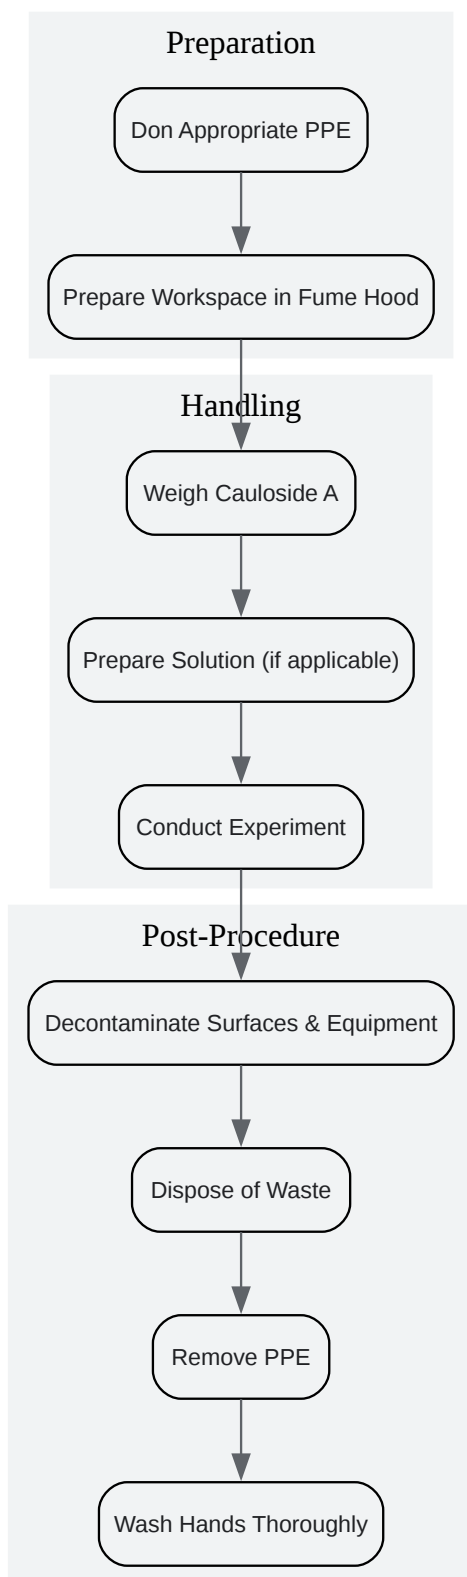 Preparation
Don Appropriate PPE
Prepare Workspace in Fume Hood
Handling
Weigh Cauloside A
Prepare Solution (if applicable)
Conduct Experiment
Post-Procedure
Decontaminate Surfaces & Equipment
Dispose of Waste
Remove PPE
Wash Hands Thoroughly